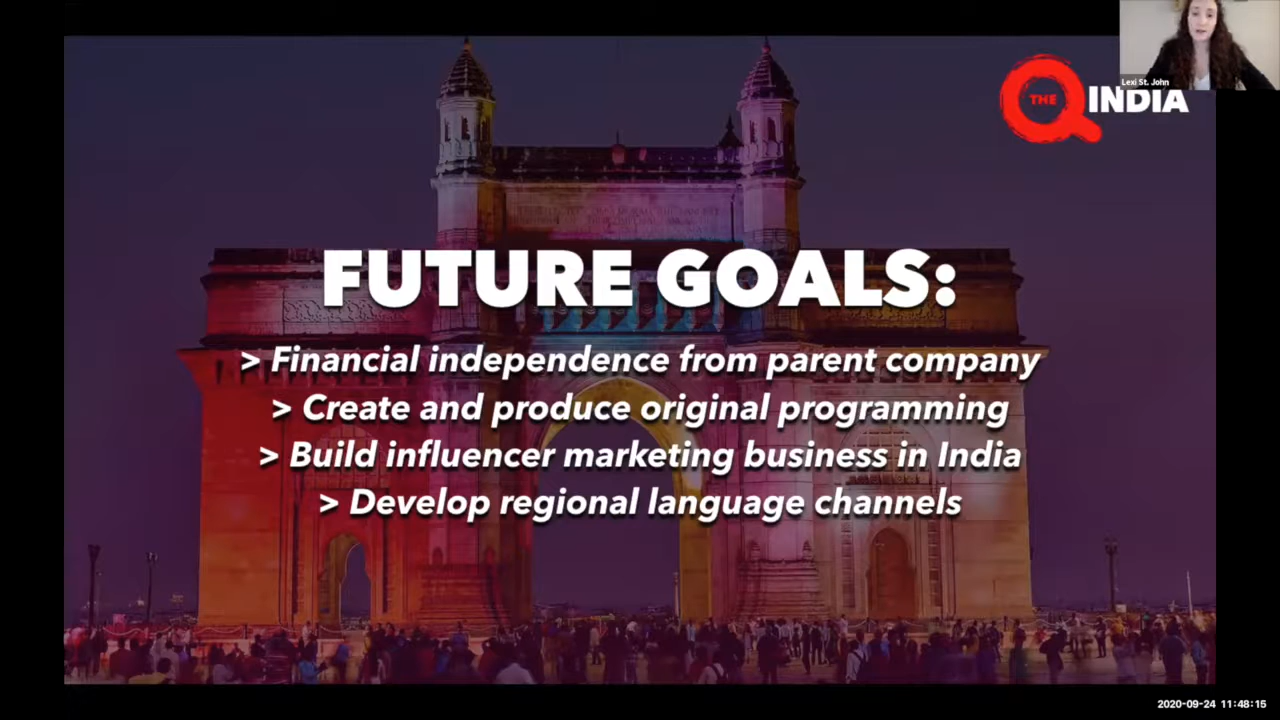 Lexi St. John
THE
INDIA
FUTURE GOALS:
> Financial independence from parent company
> Create and produce original programming
> Build influencer marketing business in India
> Develop regional language channels
2020-09-24 11:48:15